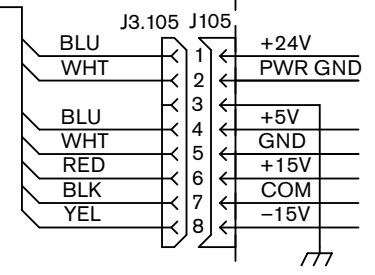 J3.105 J105
BLU 1 +24V
WHT 2 PWR GND
3
BLU 4 +5V
WHT 5 GND
RED 6 +15V
BLK 7 COM
YEL 8 −15V